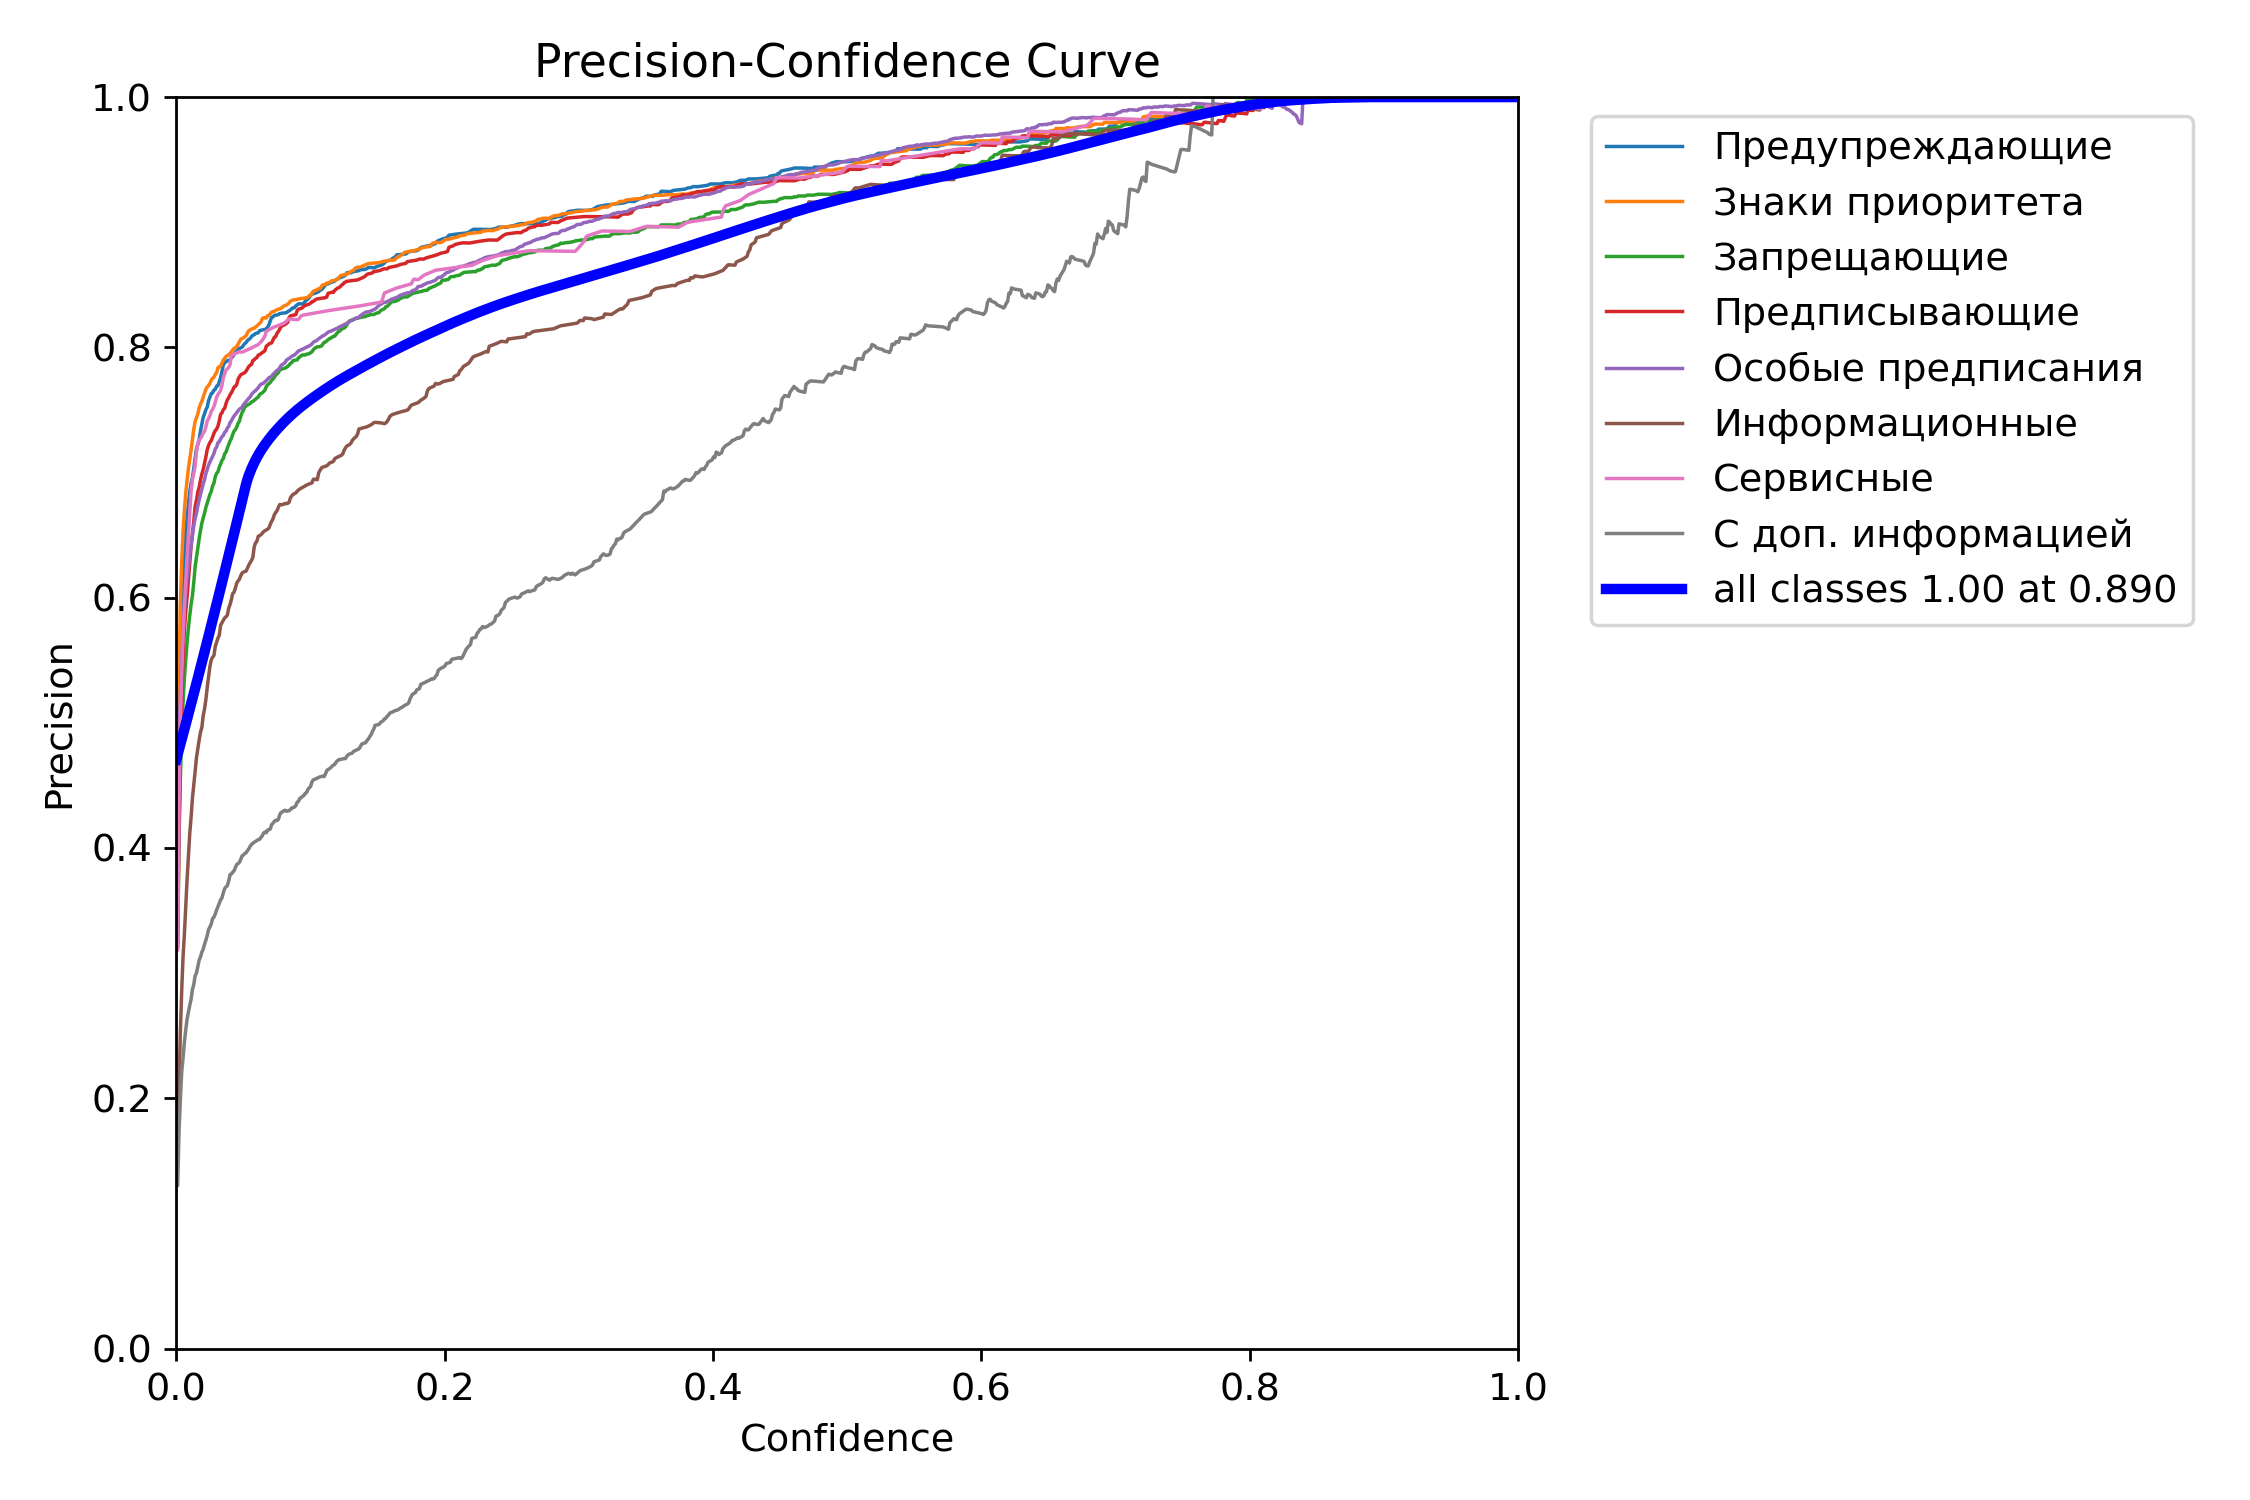 Precision-Confidence Curve
1.0
0.8
0.6
0.4
0.2
0.0
Precision
0.0 0.2 0.4 0.6 0.8 1.0
Confidence
Предупреждающие
Знаки приоритета
Запрещающие
Предписывающие
Особые предписания
Информационные
Сервисные
С доп. информацией
all classes 1.00 at 0.890